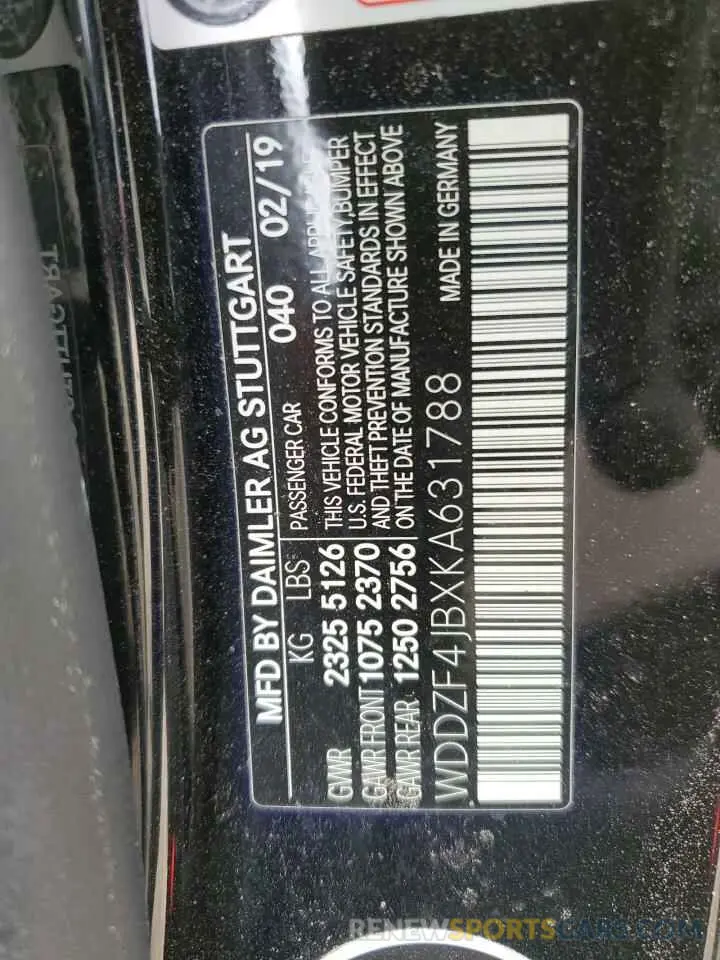 MFD BY DAIMLER AG STUTTGART
KG LBS PASSENGER CAR 040 02/19
GVWR 2325 5126 THIS VEHICLE CONFORMS TO ALL APPLICABLE
GAWR FRONT 1075 2370 U.S. FEDERAL MOTOR VEHICLE SAFETY, BUMPER
GAWR REAR 1250 2756 AND THEFT PREVENTION STANDARDS IN EFFECT
ON THE DATE OF MANUFACTURE SHOWN ABOVE
WDDZF4JBXKA631788 MADE IN GERMANY
RENEWSPORTSCARS.COM